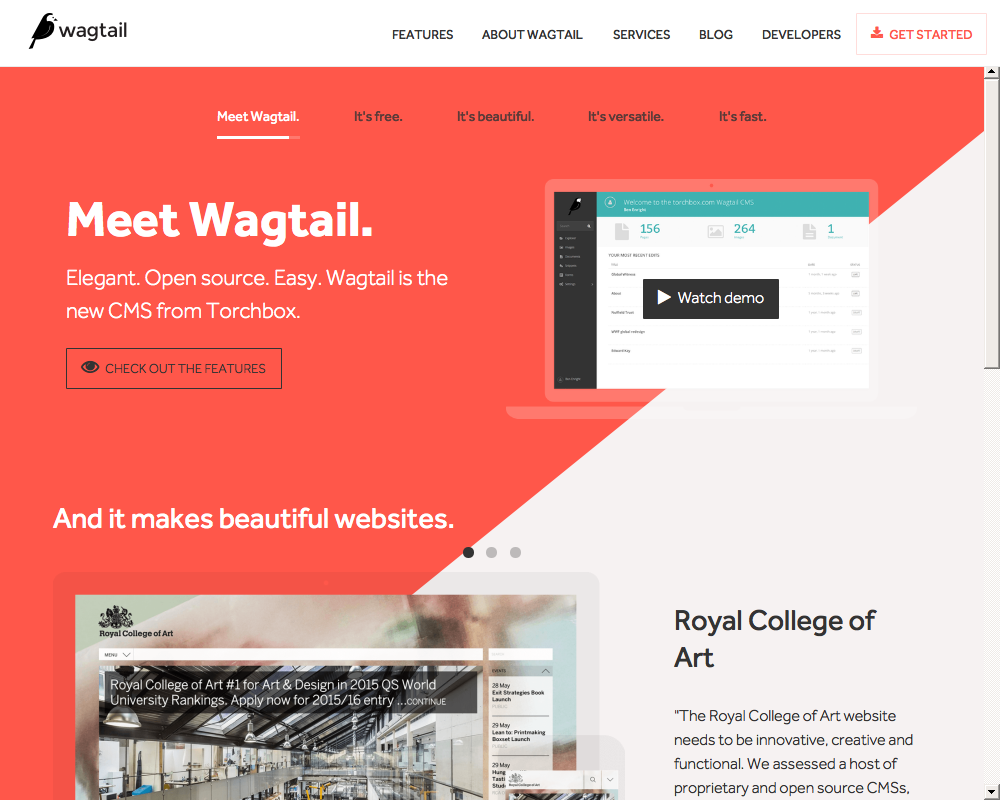 wagtail
FEATURES
ABOUT WAGTAIL
SERVICES
BLOG
DEVELOPERS
GET STARTED
Meet Wagtail.
It's free.
It's beautiful.
It's versatile.
It's fast.
Meet Wagtail.
Elegant. Open source. Easy. Wagtail is the
new CMS from Torchbox.
CHECK OUT THE FEATURES
Welcome to the torchbox.com Wagtail CMS
156
264
1
YOUR MOST RECENT EDITS
Watch demo
And it makes beautiful websites.
Royal College of Art
MENU
Royal College of Art #1 for Art & Design in 2015 QS World
University Rankings. Apply now for 2015/16 entry ...CONTINUE
EVENTS
28 May
Exit Strategies Book
Launch
29 May
Lean to: Printmaking
Boxset Launch
29 May
Royal College of
Art
"The Royal College of Art website
needs to be innovative, creative and
functional. We assessed a host of
proprietary and open source CMSs,